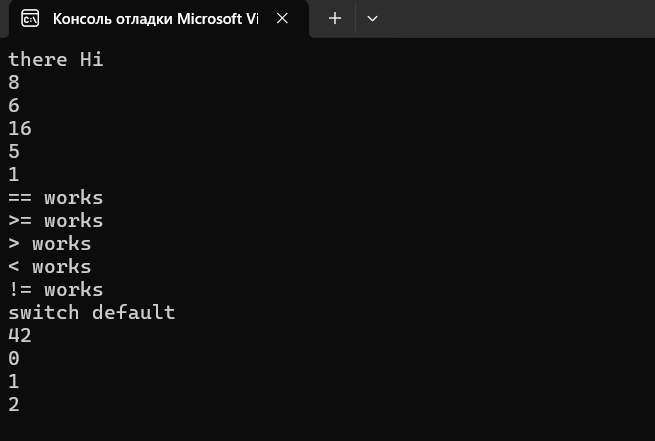 Консоль отладки Microsoft Vi
there Hi
8
6
16
5
1
== works
>= works
> works
< works
!= works
switch default
42
0
1
2